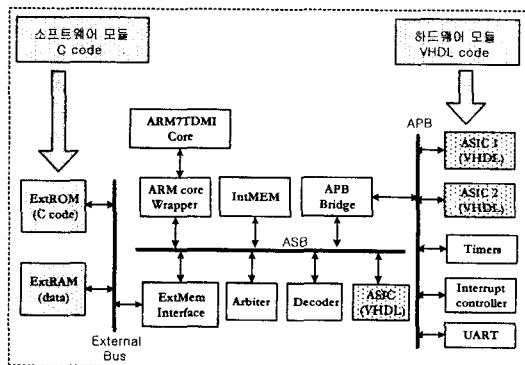 소프트웨어 모듈
C code
하드웨어 모듈
VHDL code
ARM7TDMI
Core
APB
ASIC 1
(VHDL)
ExtROM
(C code)
ARM core
Wrapper
IntMEM
APB
Bridge
ASIC 2
(VHDL)
ASB
Timers
ExtRAM
(data)
ExtMem
Interface
Arbiter
Decoder
ASIC
(VHDL)
Interrupt
controller
External
Bus
UART